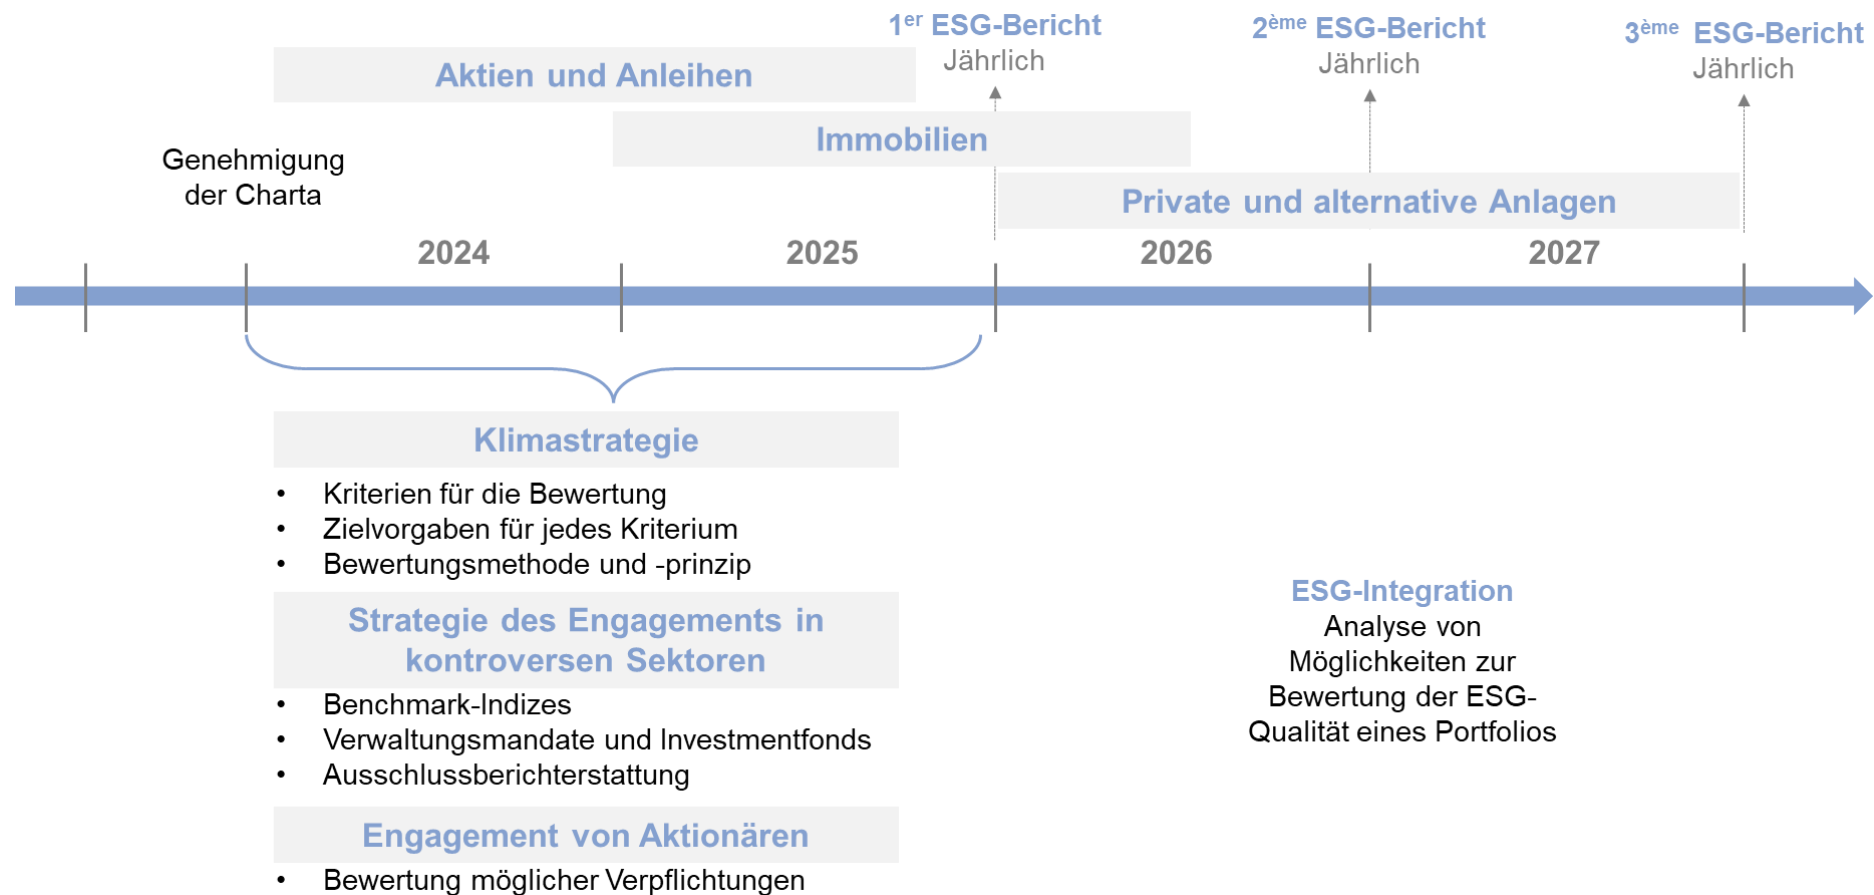 1er ESG-Bericht
Jährlich
2ème ESG-Bericht
Jährlich
3ème ESG-Bericht
Jährlich
Aktien und Anleihen
Immobilien
Genehmigung
der Charta
Private und alternative Anlagen
2024
2025
2026
2027
Klimastrategie
• Kriterien für die Bewertung
• Zielvorgaben für jedes Kriterium
• Bewertungsmethode und -prinzip
Strategie des Engagements in
kontroversen Sektoren
• Benchmark-Indizes
• Verwaltungsmandate und Investmentfonds
• Ausschlussberichterstattung
Engagement von Aktionären
• Bewertung möglicher Verpflichtungen
ESG-Integration
Analyse von
Möglichkeiten zur
Bewertung der ESG-
Qualität eines Portfolios